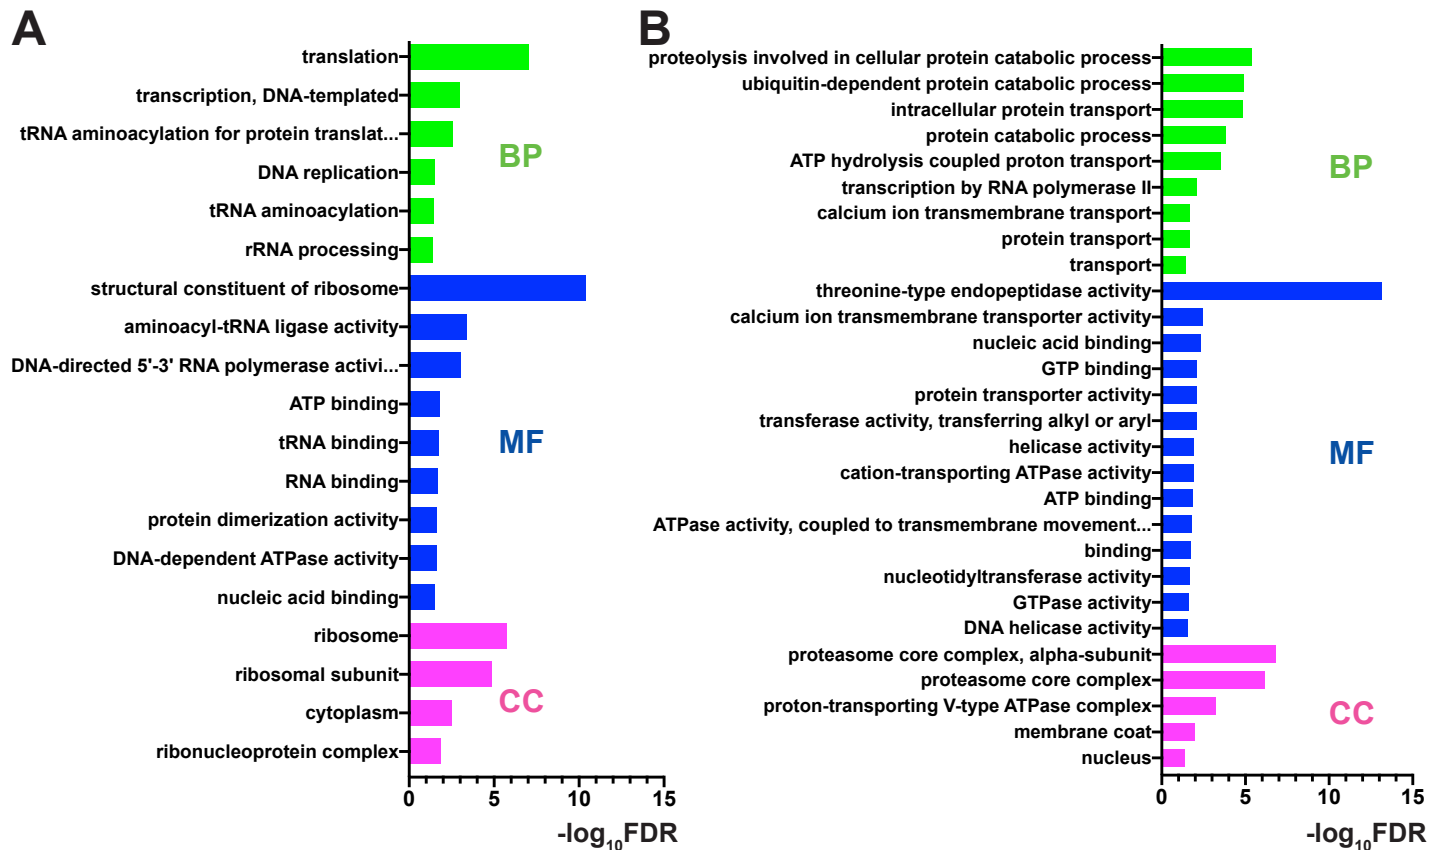 A
translation
transcription, DNA-templated
tRNA aminoacylation for protein translat...
DNA replication
tRNA aminoacylation
rRNA processing
structural constituent of ribosome
aminoacyl-tRNA ligase activity
DNA-directed 5'-3' RNA polymerase activi...
ATP binding
tRNA binding
RNA binding
protein dimerization activity
DNA-dependent ATPase activity
nucleic acid binding
ribosome
ribosomal subunit
cytoplasm
ribonucleoprotein complex
BP
MF
CC
0 5 10 15
-log₁₀FDR
B
proteolysis involved in cellular protein catabolic process
ubiquitin-dependent protein catabolic process
intracellular protein transport
protein catabolic process
ATP hydrolysis coupled proton transport
transcription by RNA polymerase II
calcium ion transmembrane transport
protein transport
transport
threonine-type endopeptidase activity
calcium ion transmembrane transporter activity
nucleic acid binding
GTP binding
protein transporter activity
transferase activity, transferring alkyl or aryl
helicase activity
cation-transporting ATPase activity
ATP binding
ATPase activity, coupled to transmembrane movement...
binding
nucleotidyltransferase activity
GTPase activity
DNA helicase activity
proteasome core complex, alpha-subunit
proteasome core complex
proton-transporting V-type ATPase complex
membrane coat
nucleus
BP
MF
CC
0 5 10 15
-log₁₀FDR